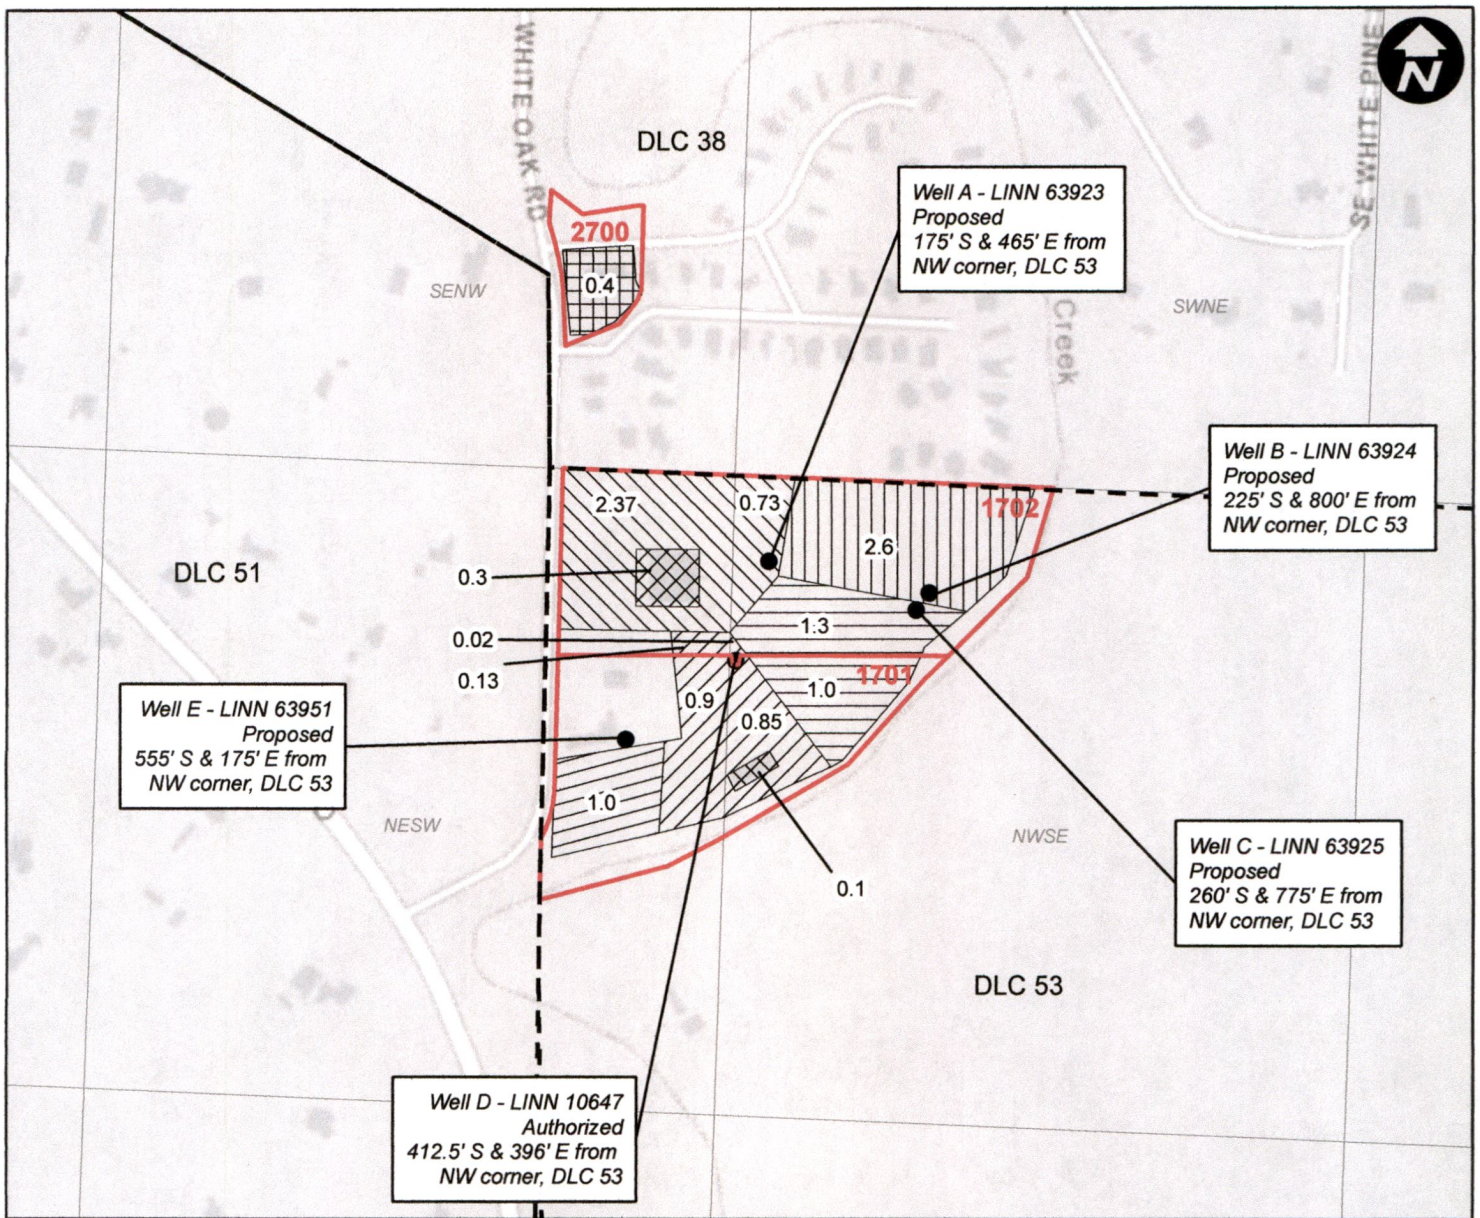 N
WHITE OAK RD
SE WHITE PINE
DLC 38
Well A - LINN 63923
Proposed
175' S & 465' E from
NW corner, DLC 53
2700
0.4
SENW
SWNE
Creek
Well B - LINN 63924
Proposed
225' S & 800' E from
NW corner, DLC 53
2.37
0.73
1702
2.6
DLC 51
0.3
1.3
0.02
0.13
1701
1.0
0.9
0.85
Well E - LINN 63951
Proposed
555' S & 175' E from
NW corner, DLC 53
1.0
NESW
NWSE
0.1
Well C - LINN 63925
Proposed
260' S & 775' E from
NW corner, DLC 53
DLC 53
Well D - LINN 10647
Authorized
412.5' S & 396' E from
NW corner, DLC 53